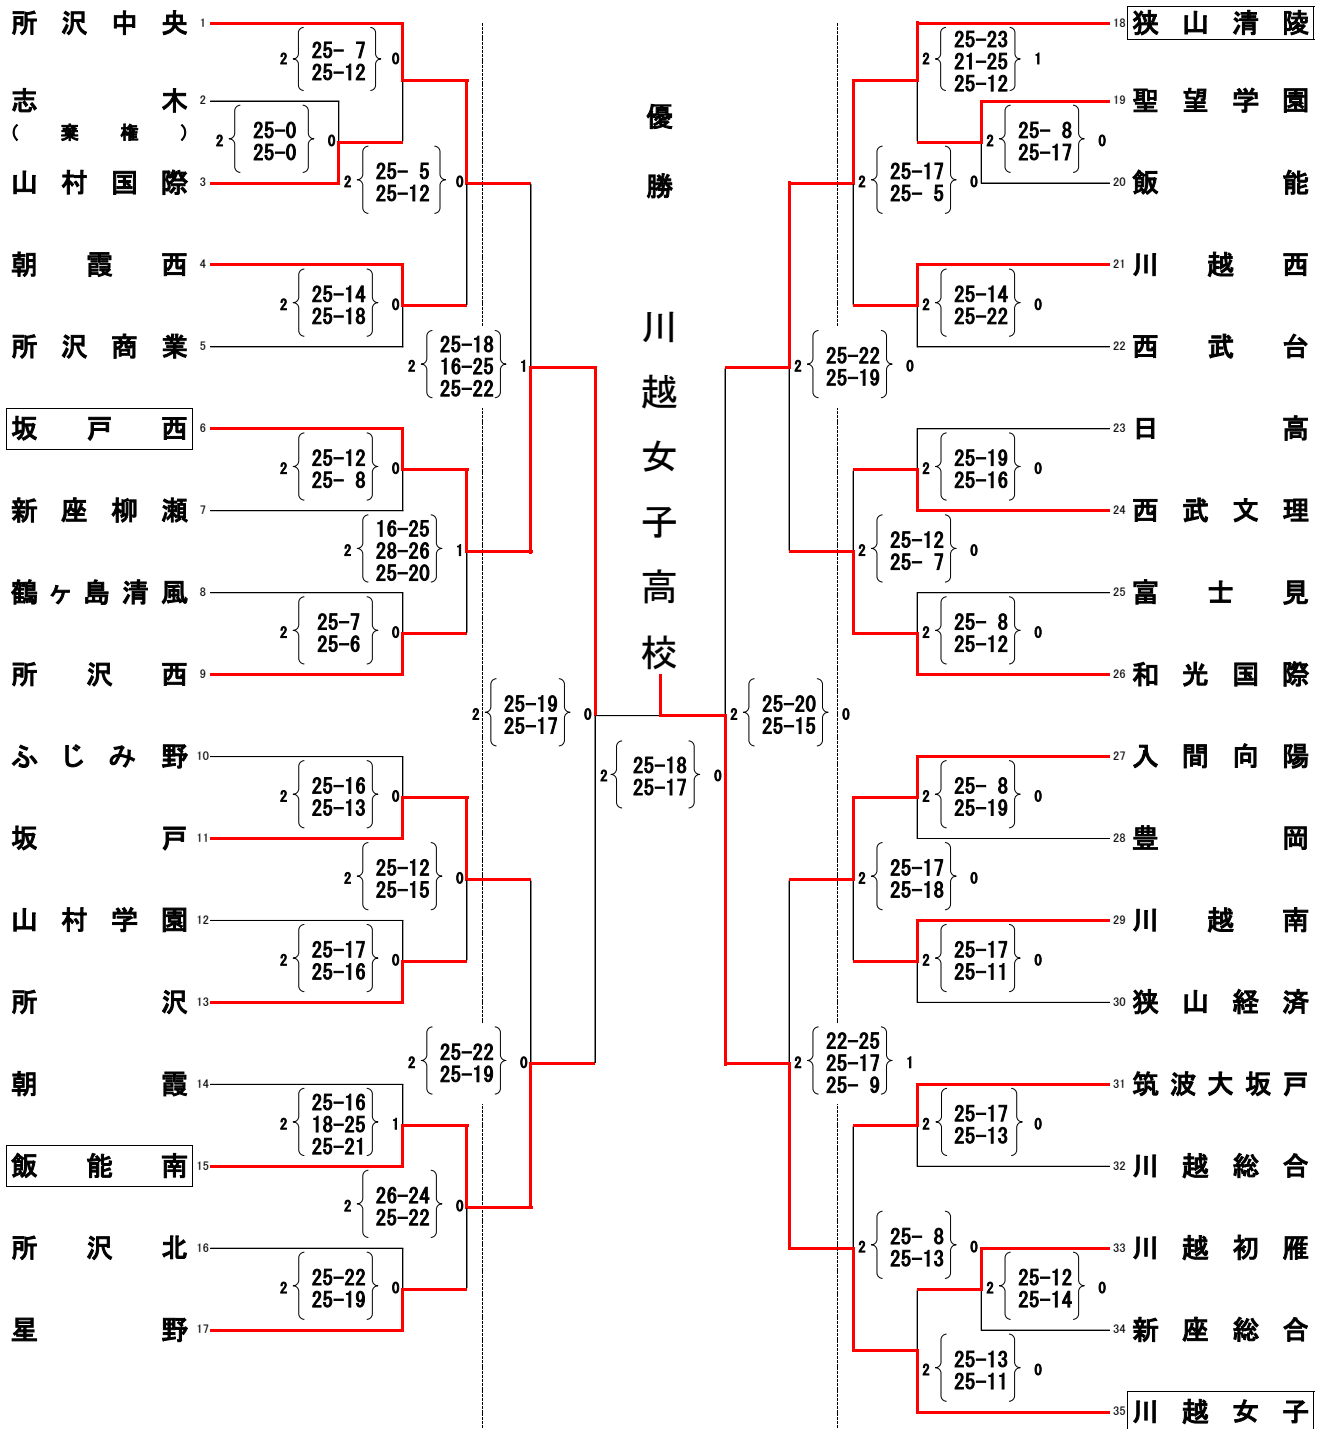 所沢中央 1
2 25- 7 0
25-12
志木 2
(棄権)
2 25-0 0
25-0
山村国際 3
2 25- 5 0
25-12
朝霞西 4
2 25-14 0
25-18
所沢商業 5
2 25-18 1
16-25
25-22
坂戸西 6
2 25-12 0
25- 8
新座柳瀬 7
2 16-25 1
28-26
25-20
鶴ヶ島清風 8
2 25-7 0
25-6
所沢西 9
2 25-19 0
25-17
ふじみ野 10
2 25-16 0
25-13
坂戸 11
2 25-12 0
25-15
山村学園 12
2 25-17 0
25-16
所沢 13
2 25-22 0
25-19
朝霞 14
2 25-16 1
18-25
25-21
飯能南 15
2 26-24 0
25-22
所沢北 16
2 25-22 0
25-19
星野 17
優勝 川越女子高校
2 25-18 0
25-17
18 狭山清陵
2 25-23 1
21-25
25-12
19 聖望学園
2 25- 8 0
25-17
20 飯能
2 25-17 0
25- 5
21 川越西
2 25-14 0
25-22
22 西武台
2 25-22 0
25-19
23 日高
2 25-19 0
25-16
24 西武文理
2 25-12 0
25- 7
25 富士見
2 25- 8 0
25-12
26 和光国際
2 25-20 0
25-15
27 入間向陽
2 25- 8 0
25-19
28 豊岡
2 25-17 0
25-18
29 川越南
2 25-17 0
25-11
30 狭山経済
2 22-25 1
25-17
25- 9
31 筑波大坂戸
2 25-17 0
25-13
32 川越総合
2 25- 8 0
25-13
33 川越初雁
2 25-12 0
25-14
34 新座総合
2 25-13 0
25-11
35 川越女子